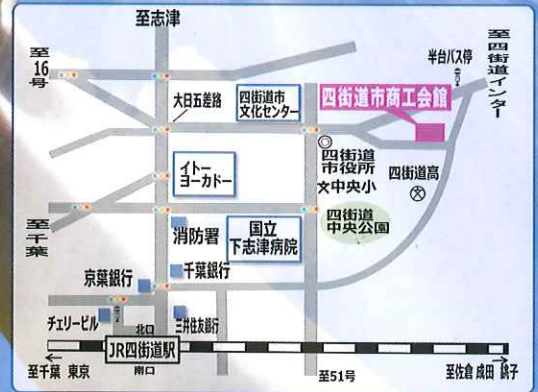 至志津
至16号
大日五差路
四街道市
文化センター
四街道市商工会館
半台バス停
至四街道インター
イトー
ヨーカドー
四街道
市役所
文中央小
四街道高
文
至千葉
消防署
国立
下志津病院
四街道
中央公園
京葉銀行
千葉銀行
チェリービル
北口
三井住友銀行
JR四街道駅
南口
至千葉 東京
至51号
至佐倉 成田 銚子